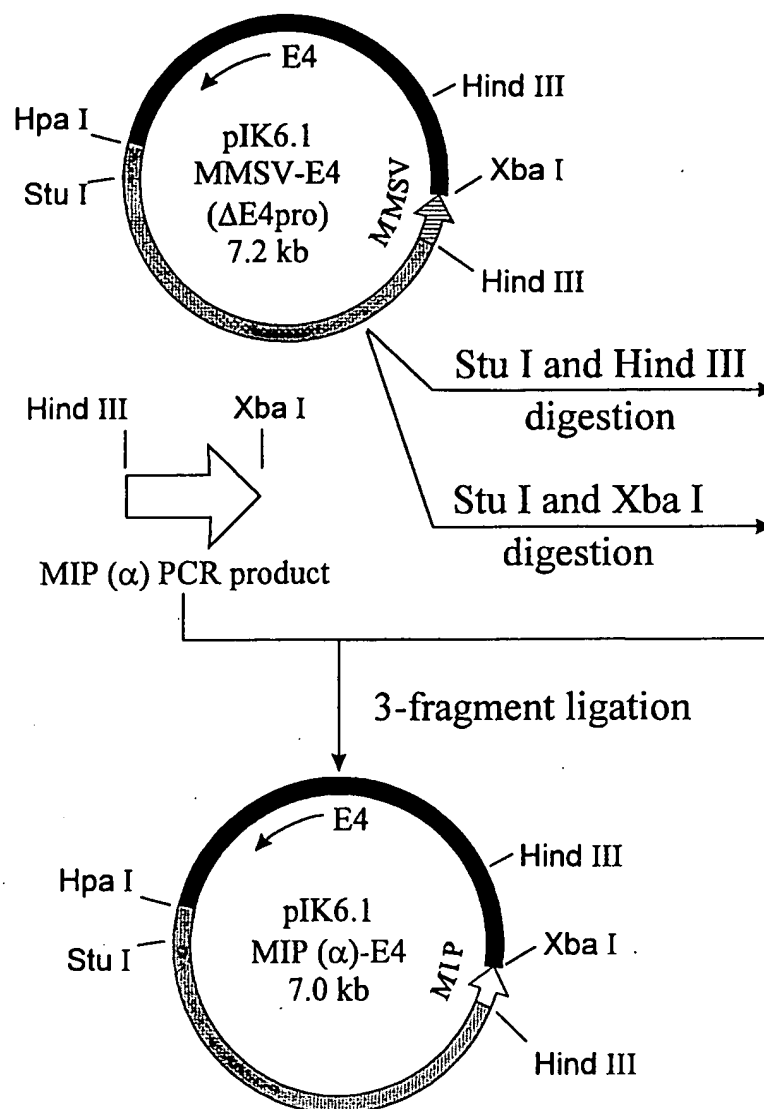 E4
Hind III
Hpa I
pIK6.1
MMSV-E4
(ΔE4pro)
7.2 kb
Xba I
Stu I
MMSV
Hind III
Stu I and Hind III
digestion
Hind III
Xba I
Stu I and Xba I
digestion
MIP (α) PCR product
3-fragment ligation
E4
Hind III
Hpa I
pIK6.1
MIP (α)-E4
7.0 kb
Xba I
Stu I
MIP
Hind III